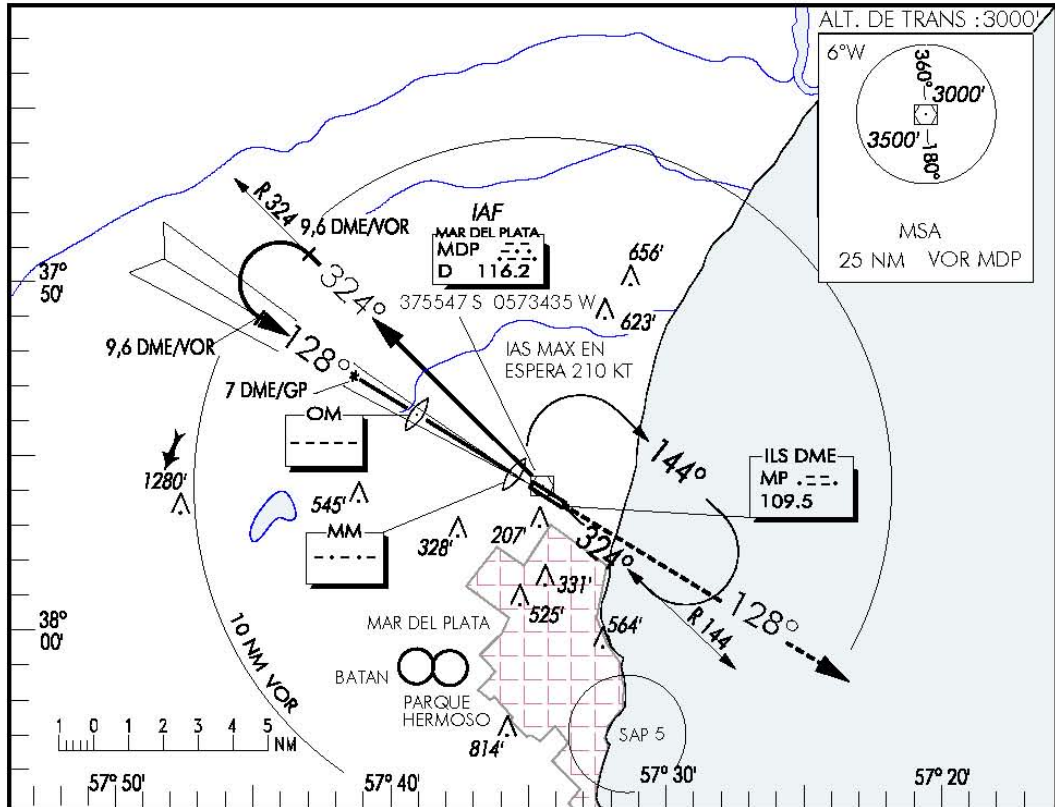 ALT. DE TRANS :3000'
6°W
360°
3000'
3500'
180°
MSA
25 NM VOR MDP
R 324
9,6 DME/VOR
324°
IAF
MAR DEL PLATA
MDP
D 116.2
375547 S 0573435 W
656'
623'
37°
50'
9,6 DME/VOR
128°
7 DME/GP
IAS MAX EN
ESPERA 210 KT
OM
144°
ILS DME
MP
109.5
1280'
545'
MM
328'
207'
324°
331'
525'
564'
128°
R 144
38°
00'
10 NM VOR
MAR DEL PLATA
BATAN
PARQUE
HERMOSO
814'
SAP 5
1 0 1 2 3 4 5
NM
57° 50'
57° 40'
57° 30'
57° 20'